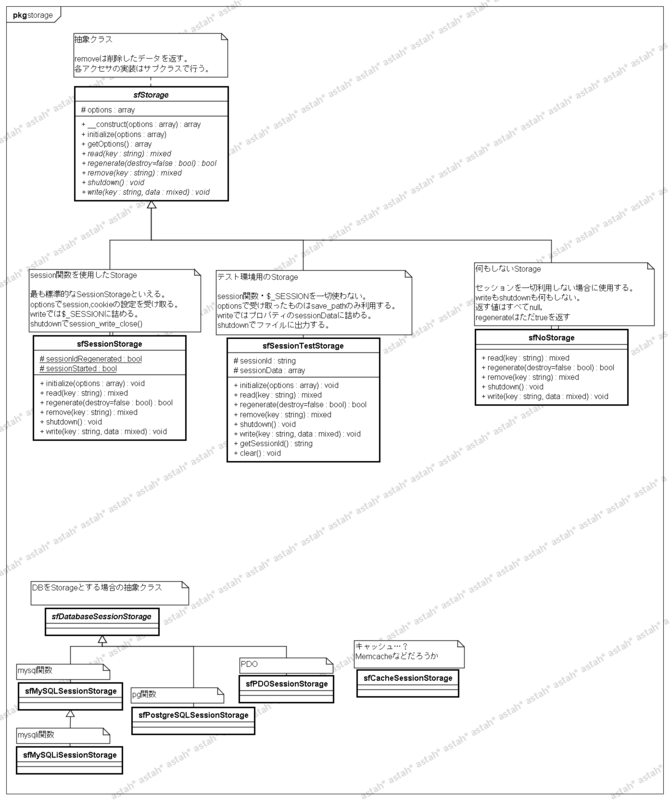 pkg storage
抽象クラス
removeは削除したデータを返す。
各アクセサの実装はサブクラスで行う。
sfStorage
# options : array
+ __construct(options : array) : array
+ initialize(options : array)
+ getOptions() : array
+ read(key : string) : mixed
+ regenerate(destroy=false : bool) : bool
+ remove(key : string) : mixed
+ shutdown() : void
+ write(key : string, data : mixed) : void
session関数を使用したStorage
最も標準的なSessionStorageといえる。
optionsでsession,cookieの設定を受け取る。
writeでは$_SESSIONに詰める。
shutdownでsession_write_close()
sfSessionStorage
# sessionIdRegenerated : bool
# sessionStarted : bool
+ initialize(options : array) : void
+ read(key : string) : mixed
+ regenerate(destroy=false : bool) : bool
+ remove(key : string) : mixed
+ shutdown() : void
+ write(key : string, data : mixed) : void
テスト環境用のStorage
session関数・$_SESSIONを一切使わない。
optionsで受け取ったものはsave_pathのみ利用する。
writeではプロパティのsessionDataに詰める。
shutdownでファイルに出力する。
sfSessionTestStorage
# sessionId : string
# sessionData : array
+ initialize(options : array) : void
+ read(key : string) : mixed
+ regenerate(destroy=false : bool) : bool
+ remove(key : string) : mixed
+ shutdown() : void
+ write(key : string, data : mixed) : void
+ getSessionId() : string
+ clear() : void
何もしないStorage
セッションを一切利用しない場合に使用する。
writeもshutdownも何もしない。
返す値はすべてnull。
regenerateはただtrueを返す
sfNoStorage
+ read(key : string) : mixed
+ regenerate(destroy=false : bool) : bool
+ remove(key : string) : mixed
+ shutdown() : void
+ write(key : string, data : mixed) : void
DBをStorageとする場合の抽象クラス
sfDatabaseSessionStorage
mysql関数
sfMySQLSessionStorage
mysqli関数
sfMySQLiSessionStorage
pg関数
sfPostgreSQLSessionStorage
PDO
sfPDOSessionStorage
キャッシュ…？
Memcacheなどだろうか
sfCacheSessionStorage